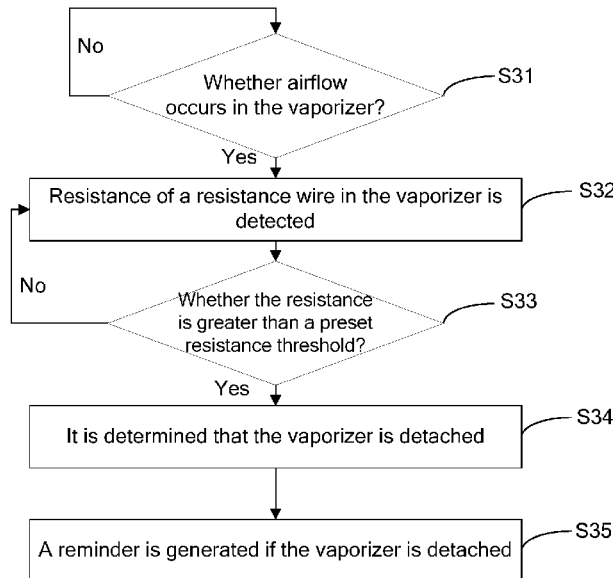 No
Whether airflow
occurs in the vaporizer?
S31
Yes
Resistance of a resistance wire in the vaporizer is
detected
S32
No
Whether the resistance
is greater than a preset
resistance threshold?
S33
Yes
It is determined that the vaporizer is detached
S34
A reminder is generated if the vaporizer is detached
S35